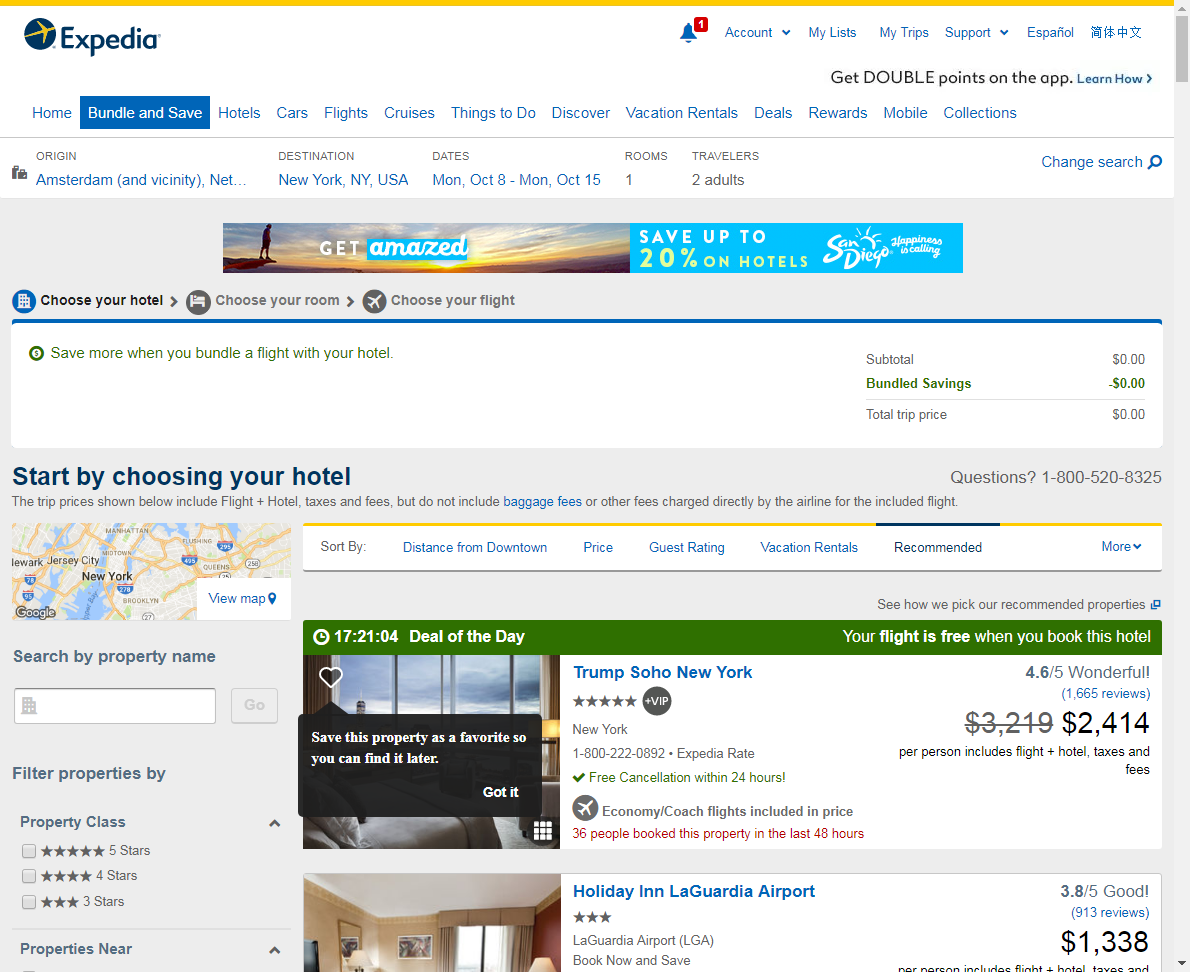 Expedia
1
Account
My Lists
My Trips
Support
Español
简体中文
Get DOUBLE points on the app. Learn How
Home
Bundle and Save
Hotels
Cars
Flights
Cruises
Things to Do
Discover
Vacation Rentals
Deals
Rewards
Mobile
Collections
ORIGIN
Amsterdam (and vicinity), Net…
DESTINATION
New York, NY, USA
DATES
Mon, Oct 8 - Mon, Oct 15
ROOMS
1
TRAVELERS
2 adults
Change search
GET amazed
SAVE UP TO
20% ON HOTELS
San Diego
Happiness is calling
Choose your hotel
Choose your room
Choose your flight
Save more when you bundle a flight with your hotel.
Subtotal $0.00
Bundled Savings -$0.00
Total trip price $0.00
Start by choosing your hotel
Questions? 1-800-520-8325
The trip prices shown below include Flight + Hotel, taxes and fees, but do not include baggage fees or other fees charged directly by the airline for the included flight.
MANHATTAN
FLUSHING
295
ewark
Jersey City
MIDTOWN
495
QUEENS
258
New York
78
278
95
BROOKLYN
27
Google
View map
Sort By:
Distance from Downtown
Price
Guest Rating
Vacation Rentals
Recommended
More
See how we pick our recommended properties
Search by property name
Go
Filter properties by
Property Class
5 Stars
4 Stars
3 Stars
Properties Near
17:21:04 Deal of the Day
Your flight is free when you book this hotel
Save this property as a favorite so
you can find it later.
Got it
Trump Soho New York
+VIP
New York
1-800-222-0892 • Expedia Rate
Free Cancellation within 24 hours!
Economy/Coach flights included in price
36 people booked this property in the last 48 hours
4.6/5 Wonderful!
(1,665 reviews)
$3,219 $2,414
per person includes flight + hotel, taxes and
fees
Holiday Inn LaGuardia Airport
LaGuardia Airport (LGA)
Book Now and Save
3.8/5 Good!
(913 reviews)
$1,338
per person includes flight + hotel, taxes and